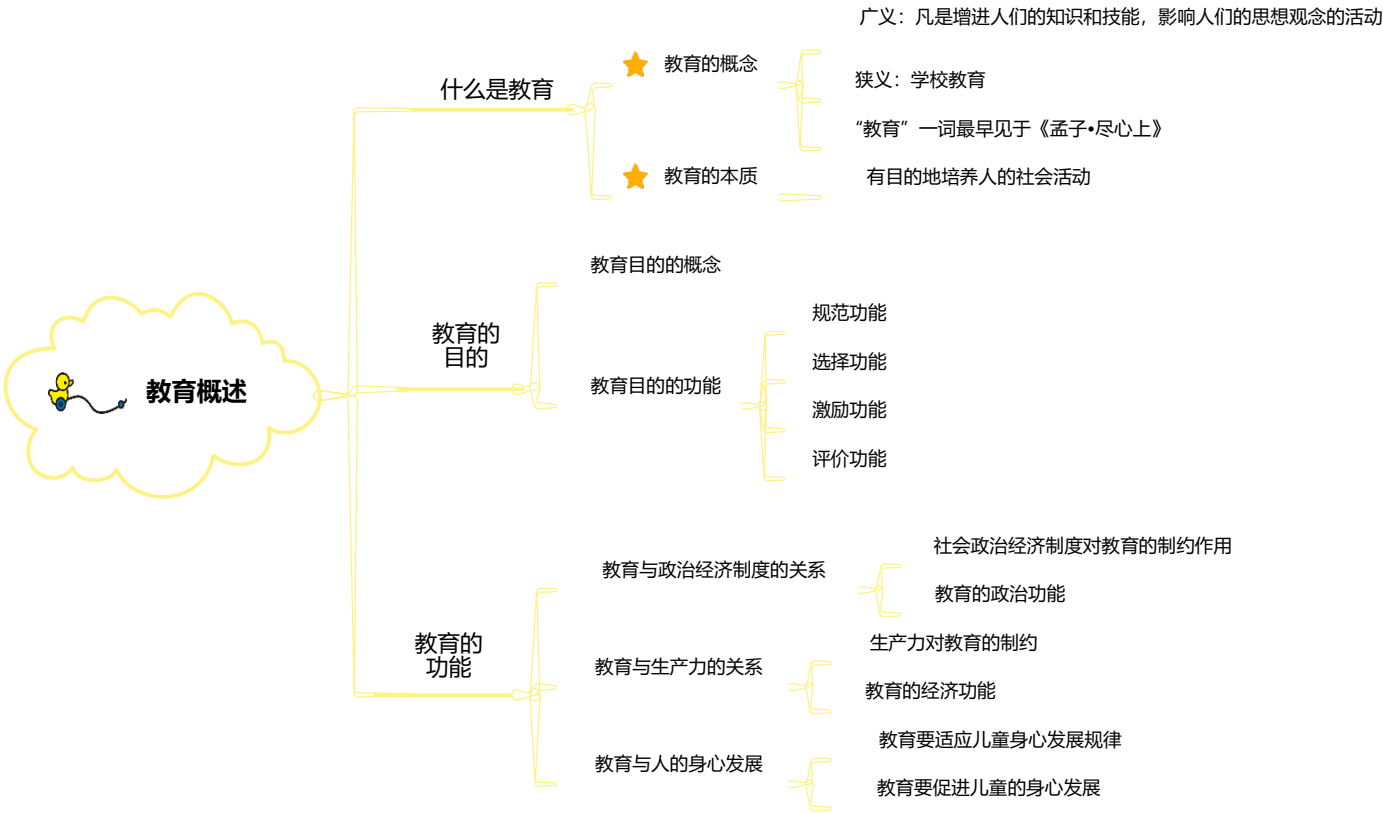 教育概述
什么是教育
教育的概念
广义：凡是增进人们的知识和技能，影响人们的思想观念的活动
狭义：学校教育
“教育”一词最早见于《孟子•尽心上》
教育的本质
有目的地培养人的社会活动
教育的
目的
教育目的的概念
教育目的的功能
规范功能
选择功能
激励功能
评价功能
教育的
功能
教育与政治经济制度的关系
社会政治经济制度对教育的制约作用
教育的政治功能
教育与生产力的关系
生产力对教育的制约
教育的经济功能
教育与人的身心发展
教育要适应儿童身心发展规律
教育要促进儿童的身心发展